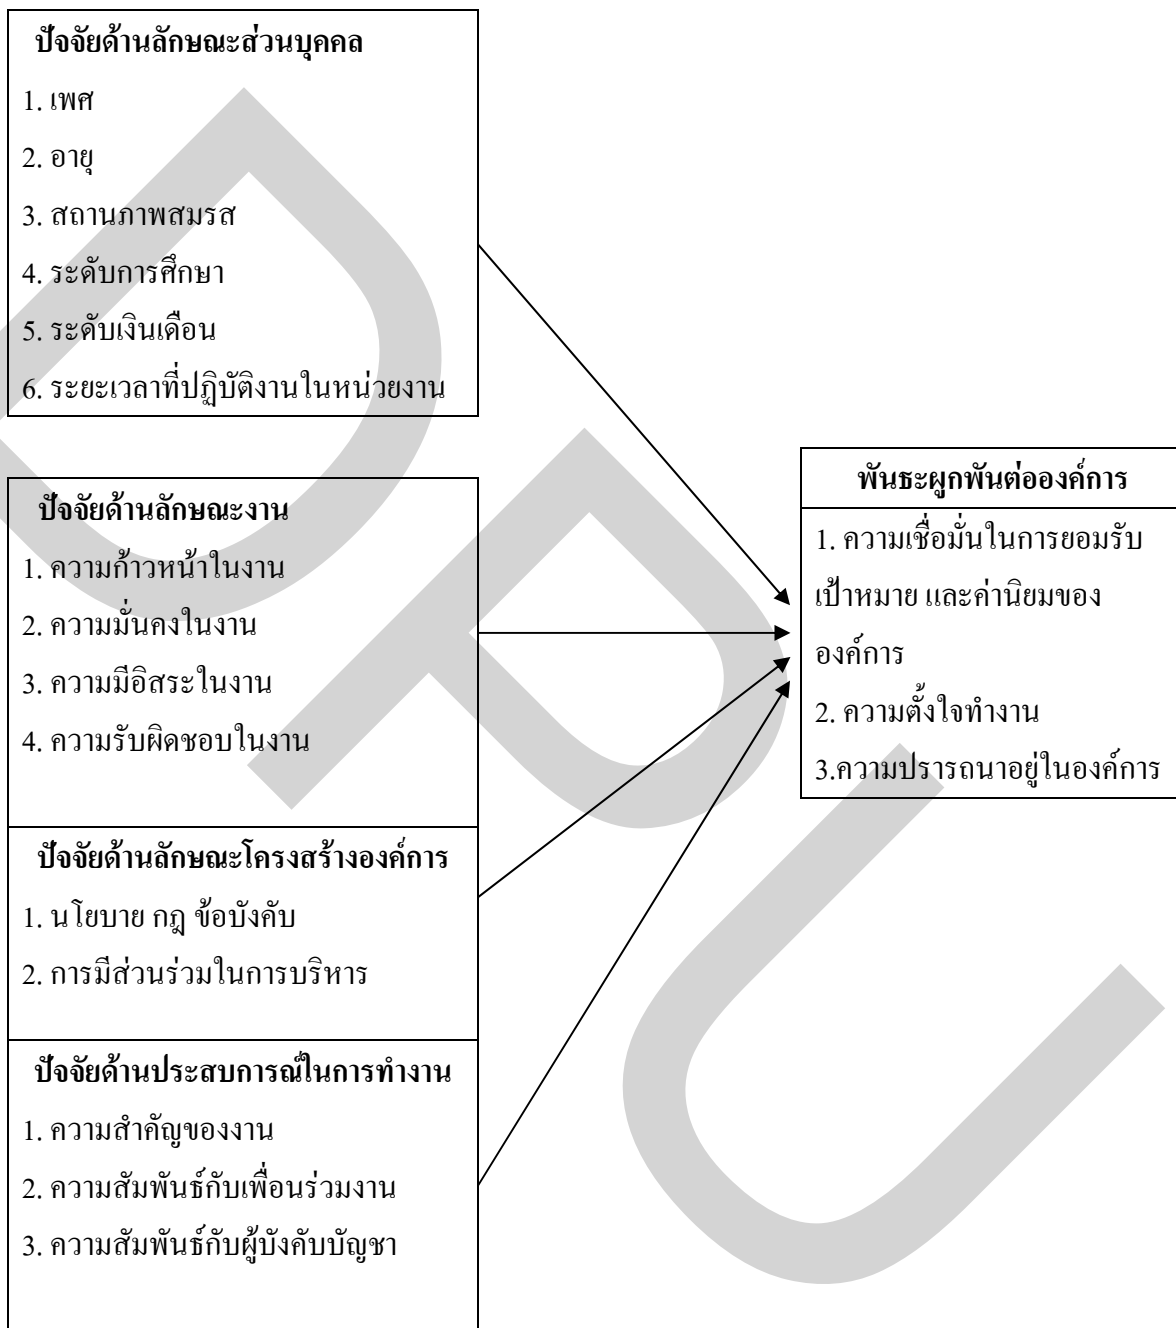 ปัจจัยด้านลักษณะส่วนบุคคล
1. เพศ
2. อายุ
3. สถานภาพสมรส
4. ระดับการศึกษา
5. ระดับเงินเดือน
6. ระยะเวลาที่ปฏิบัติงานในหน่วยงาน
ปัจจัยด้านลักษณะงาน
1. ความก้าวหน้าในงาน
2. ความมั่นคงในงาน
3. ความมีอิสระในงาน
4. ความรับผิดชอบในงาน
ปัจจัยด้านลักษณะโครงสร้างองค์การ
1. นโยบาย กฎ ข้อบังคับ
2. การมีส่วนร่วมในการบริหาร
ปัจจัยด้านประสบการณ์ในการทำงาน
1. ความสำคัญของงาน
2. ความสัมพันธ์กับเพื่อนร่วมงาน
3. ความสัมพันธ์กับผู้บังคับบัญชา
พันธะผูกพันต่อองค์การ
1. ความเชื่อมั่นในการยอมรับ
เป้าหมาย และค่านิยมของ
องค์การ
2. ความตั้งใจทำงาน
3.ความปรารถนาอยู่ในองค์การ
DPU